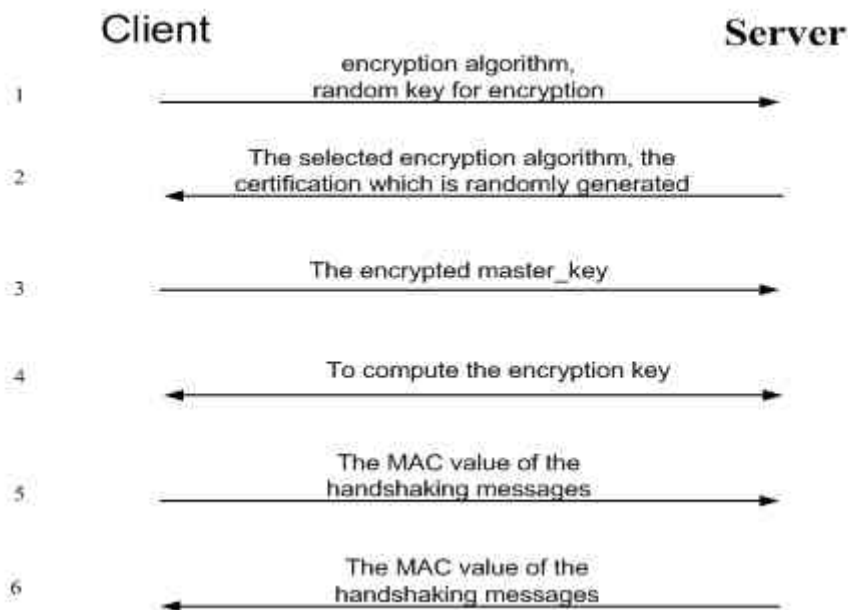 Client
Server
1
encryption algorithm,
random key for encryption
2
The selected encryption algorithm, the
certification which is randomly generated
3
The encrypted master_key
4
To compute the encryption key
5
The MAC value of the
handshaking messages
6
The MAC value of the
handshaking messages